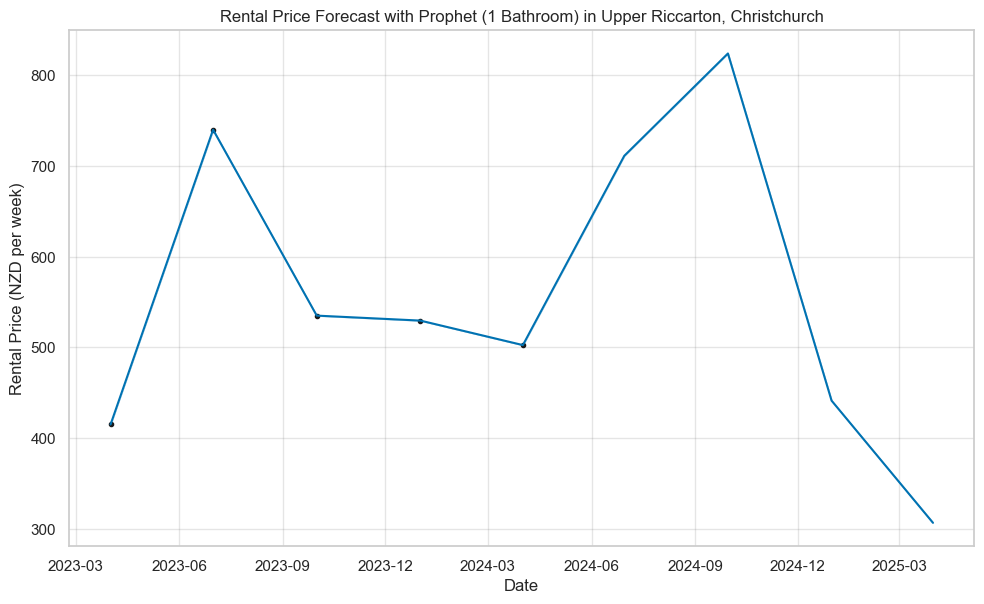 Rental Price Forecast with Prophet (1 Bathroom) in Upper Riccarton, Christchurch
Rental Price (NZD per week)
800
700
600
500
400
300
2023-03 2023-06 2023-09 2023-12 2024-03 2024-06 2024-09 2024-12 2025-03
Date